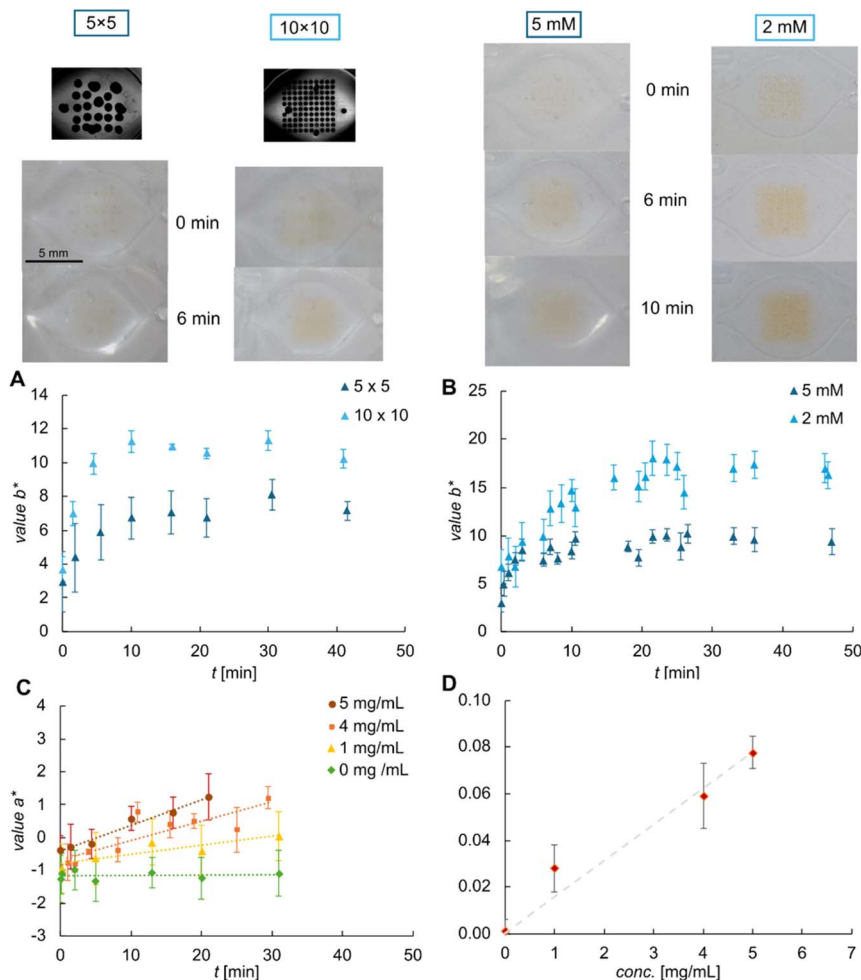 5×5
10×10
5 mM
2 mM
0 min
6 min
5 mm
0 min
6 min
10 min
A
5 x 5
10 x 10
14
12
10
8
6
4
2
0
value b*
0 10 20 30 40 50
t [min]
B
5 mM
2 mM
25
20
15
10
5
0
value b*
0 10 20 30 40 50
t [min]
C
5 mg/mL
4 mg/mL
1 mg/mL
0 mg /mL
4
3
2
1
0
-1
-2
-3
value a*
0 10 20 30 40 50
t [min]
D
0.10
0.08
0.06
0.04
0.02
0.00
0 1 2 3 4 5 6 7
conc. [mg/mL]